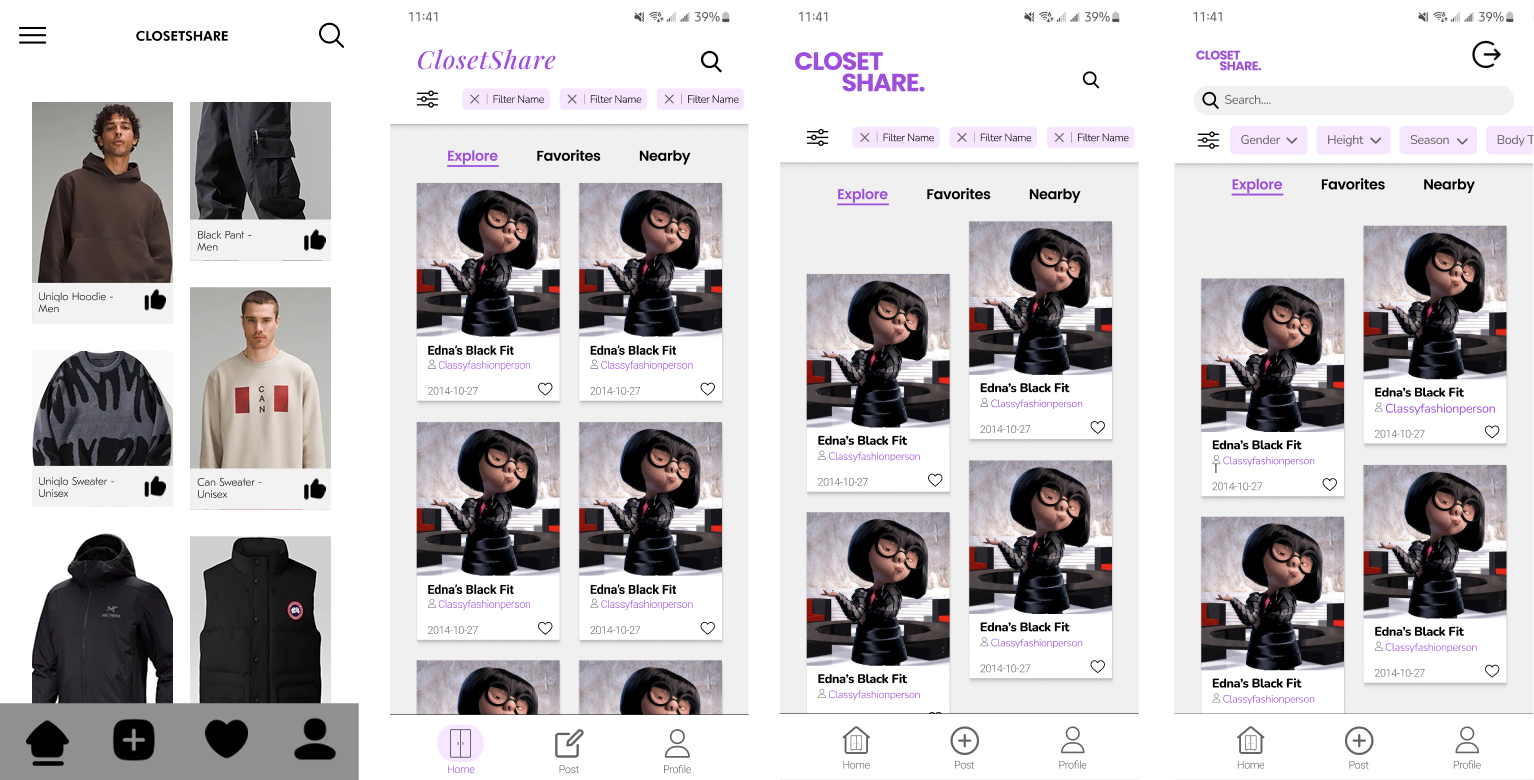 CLOSETSHARE
Uniqlo Hoodie -
Men
Black Pant -
Men
Uniqlo Sweater -
Unisex
C
A
N
Can Sweater -
Unisex
ARC'TERYX
11:41
39%
ClosetShare
Filter Name
Filter Name
Filter Name
Explore Favorites Nearby
Edna's Black Fit
Classyfashionperson
2014-10-27
Edna's Black Fit
Classyfashionperson
2014-10-27
Edna's Black Fit
Classyfashionperson
2014-10-27
Edna's Black Fit
Classyfashionperson
2014-10-27
Home Post Profile
11:41
39%
CLOSET
SHARE.
Filter Name
Filter Name
Filter Name
Explore Favorites Nearby
Edna's Black Fit
Classyfashionperson
2014-10-27
Edna's Black Fit
Classyfashionperson
2014-10-27
Edna's Black Fit
Classyfashionperson
Edna's Black Fit
Classyfashionperson
2014-10-27
Home Post Profile
11:41
39%
CLOSET
SHARE.
Search....
Gender Height Season Body T
Explore Favorites Nearby
Edna's Black Fit
Classyfashionperson
2014-10-27
Edna's Black Fit
Classyfashionperson
2014-10-27
Edna's Black Fit
Classyfashionperson
Edna's Black Fit
Classyfashionperson
2014-10-27
Home Post Profile